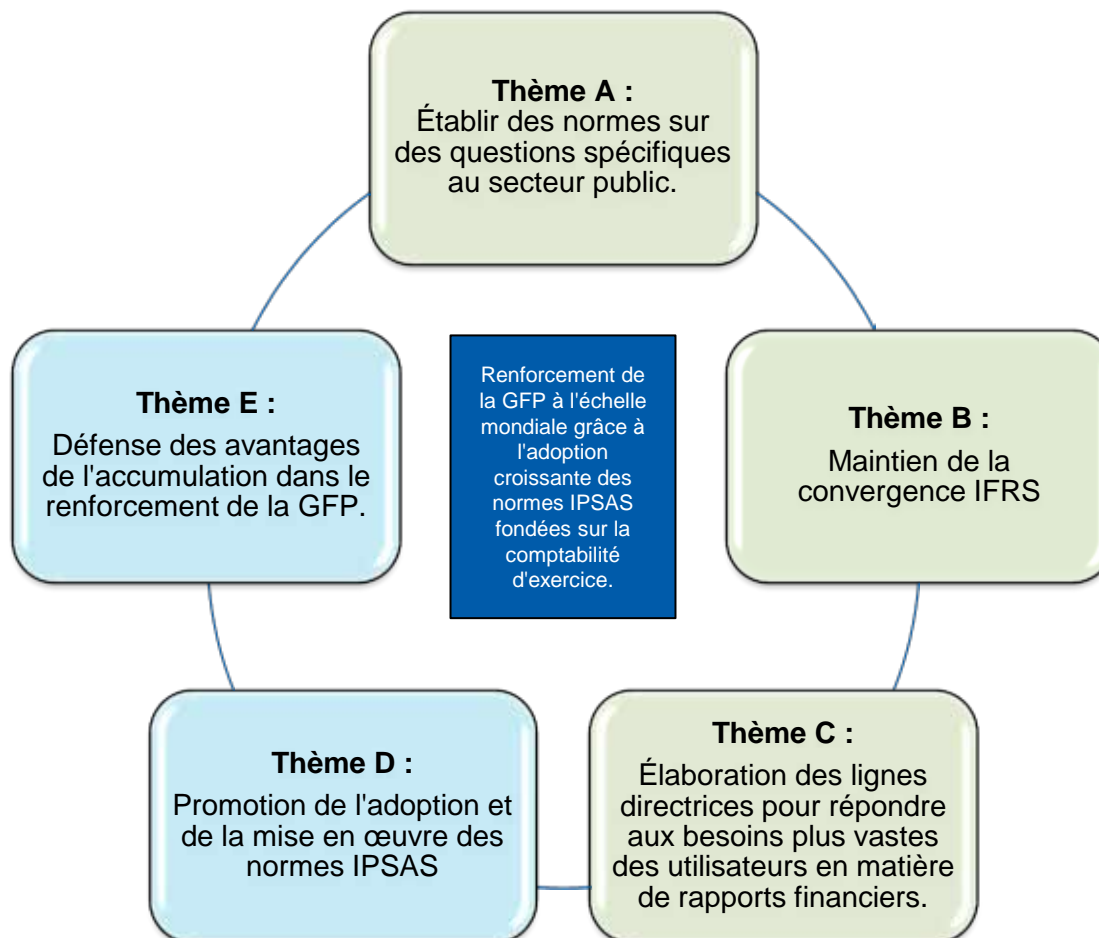 Thème A :
Établir des normes sur
des questions spécifiques
au secteur public.
Thème E :
Défense des avantages
de l'accumulation dans le
renforcement de la GFP.
Renforcement de
la GFP à l'échelle
mondiale grâce à
l'adoption
croissante des
normes IPSAS
fondées sur la
comptabilité
d'exercice.
Thème B :
Maintien de la
convergence IFRS
Thème D :
Promotion de l'adoption et
de la mise en œuvre des
normes IPSAS
Thème C :
Élaboration des lignes
directrices pour répondre
aux besoins plus vastes
des utilisateurs en matière
de rapports financiers.